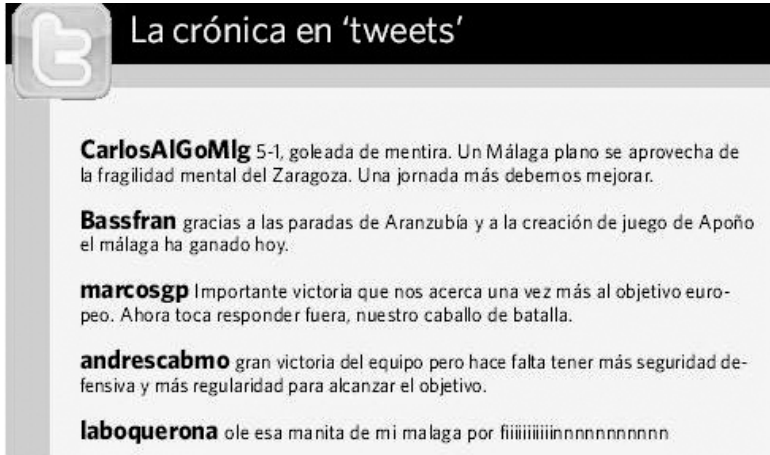 La crónica en ‘tweets’
CarlosAlGoMlg 5-1, goleada de mentira. Un Málaga plano se aprovecha de
la fragilidad mental del Zaragoza. Una jornada más debemos mejorar.
Bassfran gracias a las paradas de Aranzubía y a la creación de juego de Apoño
el málaga ha ganado hoy.
marcosgp Importante victoria que nos acerca una vez más al objetivo euro-
peo. Ahora toca responder fuera, nuestro caballo de batalla.
andrescabmo gran victoria del equipo pero hace falta tener más seguridad de-
fensiva y más regularidad para alcanzar el objetivo.
laboquerona ole esa manita de mi malaga por fiiiiiiiiiinnnnnnnnnnn